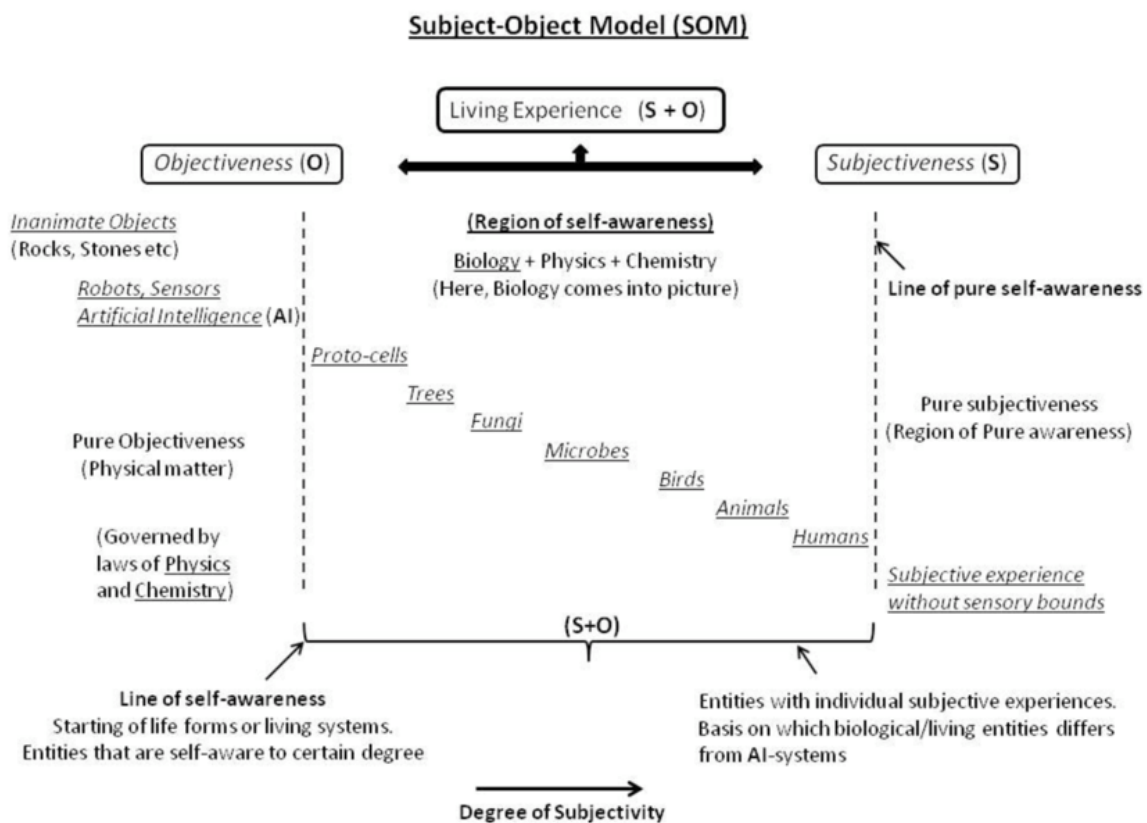 Subject-Object Model (SOM)
Living Experience (S + O)
Objectiveness (O)
Subjectiveness (S)
Inanimate Objects
(Rocks, Stones etc)
Robots, Sensors
Artificial Intelligence (AI)
(Region of self-awareness)
Biology + Physics + Chemistry
(Here, Biology comes into picture)
Line of pure self-awareness
Proto-cells
Trees
Fungi
Microbes
Birds
Animals
Humans
Pure Objectiveness
(Physical matter)
(Governed by
laws of Physics
and Chemistry)
Pure subjectiveness
(Region of Pure awareness)
Subjective experience
without sensory bounds
(S+O)
Line of self-awareness
Starting of life forms or living systems.
Entities that are self-aware to certain degree
Entities with individual subjective experiences.
Basis on which biological/living entities differs
from AI-systems
Degree of Subjectivity